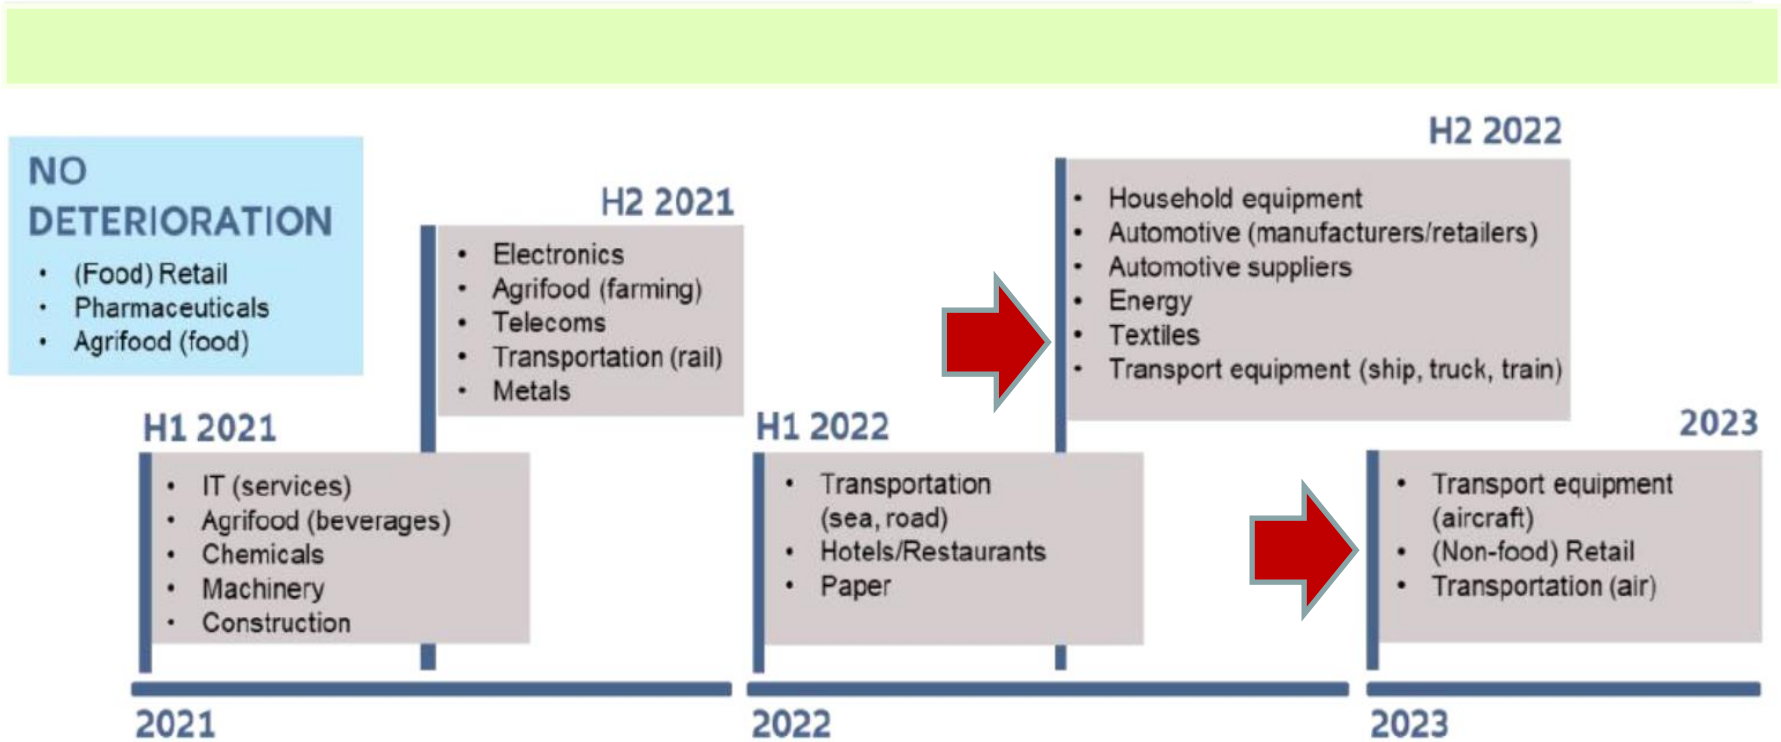 NO
DETERIORATION
• (Food) Retail
• Pharmaceuticals
• Agrifood (food)
H1 2021
• IT (services)
• Agrifood (beverages)
• Chemicals
• Machinery
• Construction
H2 2021
• Electronics
• Agrifood (farming)
• Telecoms
• Transportation (rail)
• Metals
H1 2022
• Transportation
(sea, road)
• Hotels/Restaurants
• Paper
H2 2022
• Household equipment
• Automotive (manufacturers/retailers)
• Automotive suppliers
• Energy
• Textiles
• Transport equipment (ship, truck, train)
2023
• Transport equipment
(aircraft)
• (Non-food) Retail
• Transportation (air)
2021
2022
2023